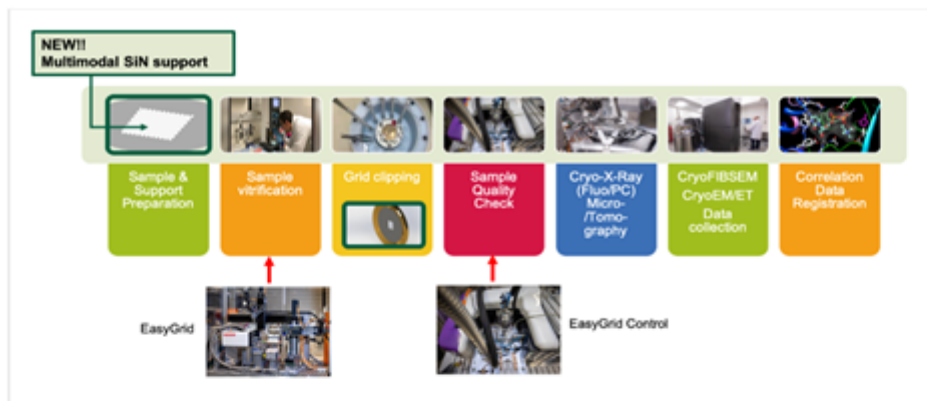 NEW!!
Multimodal SiN support
Sample &
Support
Preparation
Sample
vitrification
Grid clipping
Sample
Quality
Check
Cryo-X-Ray
(Fluo/PC)
Micro-
/Tomo-
graphy
CryoFIBSEM
CryoEM/ET
Data
collection
Correlation
Data
Registration
EasyGrid
EasyGrid Control